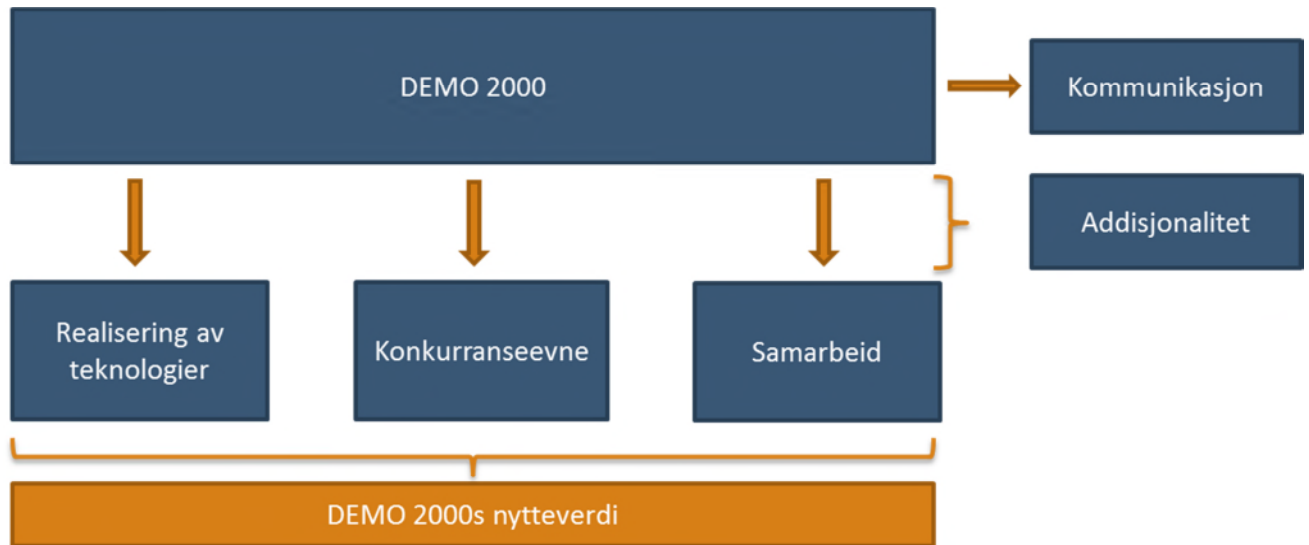 DEMO 2000
Kommunikasjon
Addisjonalitet
Realisering av
teknologier
Konkurranseevne
Samarbeid
DEMO 2000s nytteverdi